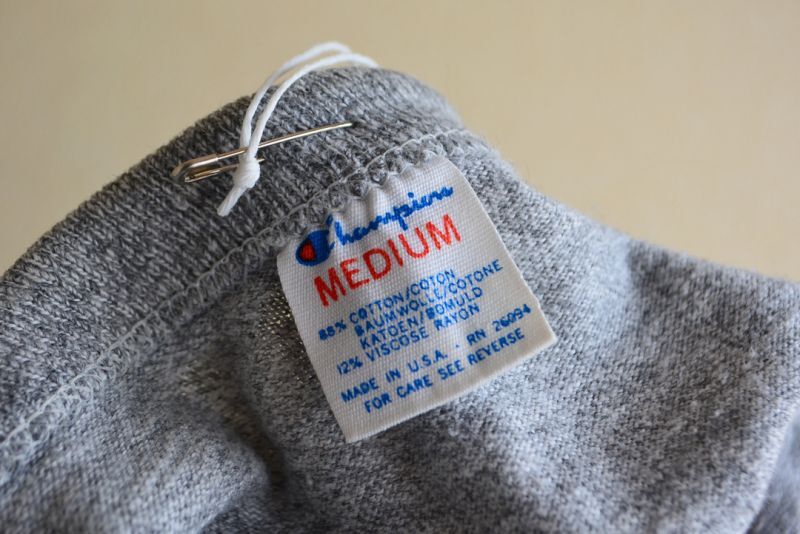 Champion
MEDIUM
88% COTTON/COTON
BAUMWOLLE/COTONE
KATOEN/BOMULD
12% VISCOSE RAYON
MADE IN U.S.A. · RN 26094
FOR CARE SEE REVERSE